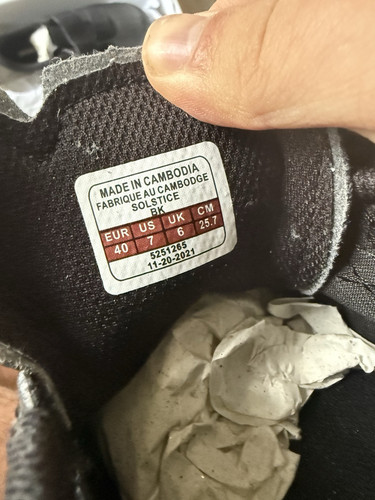 MADE IN CAMBODIA
FABRIQUE AU CAMBODGE
SOLSTICE
BK
EUR US UK CM
40 7 6 25.7
5251265
11-20-2021